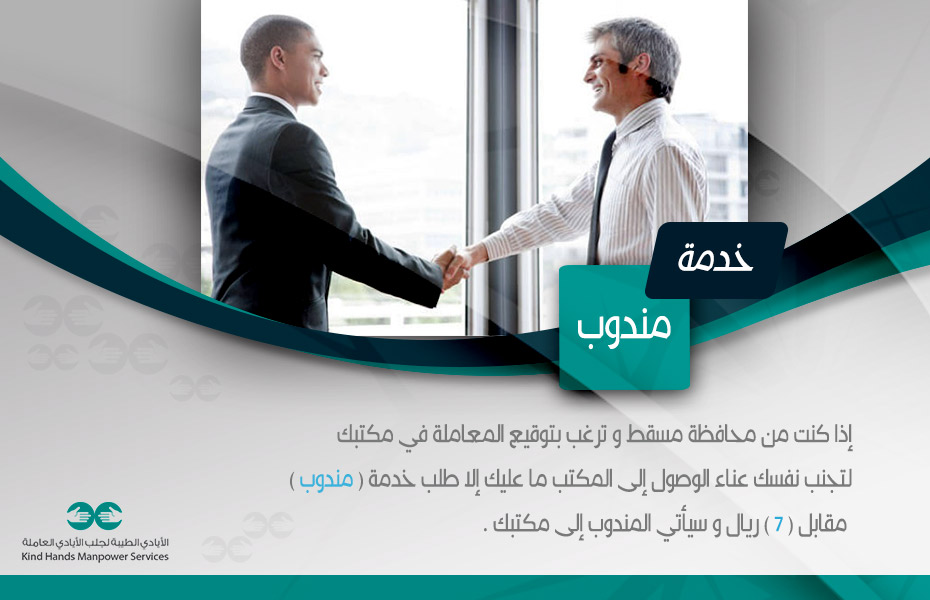 خدمة
مندوب
إذا كنت من محافظة مسقط و ترغب بتوقيع المعاملة في مكتبك
لتجنب نفسك عناء الوصول إلى المكتب ما عليك إلا طلب خدمة ( مندوب )
مقابل ( 7 ) ريال و سيأتي المندوب إلى مكتبك .
الأيادي الطيبة لجلب الأيادي العاملة
Kind Hands Manpower Services